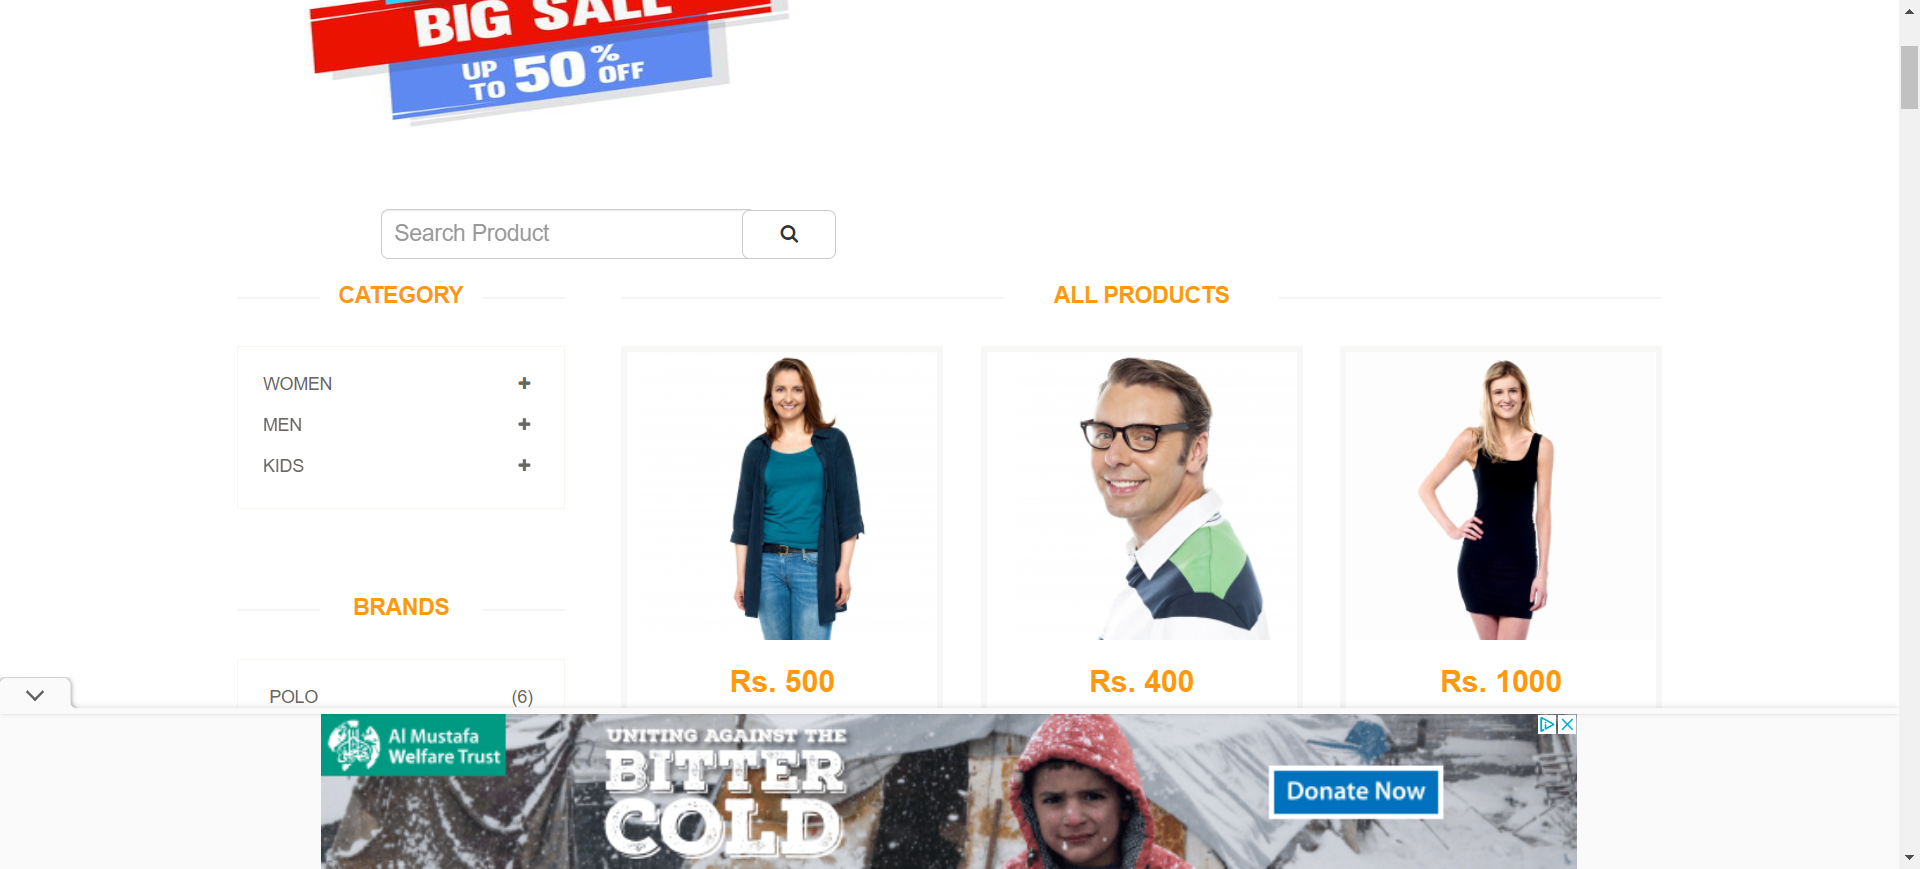 BIG SALE
UP TO 50% OFF
Search Product
CATEGORY
ALL PRODUCTS
WOMEN
MEN
KIDS
BRANDS
POLO (6)
Rs. 500
Rs. 400
Rs. 1000
Al Mustafa
Welfare Trust
UNITING AGAINST THE
BITTER
COLD
Donate Now